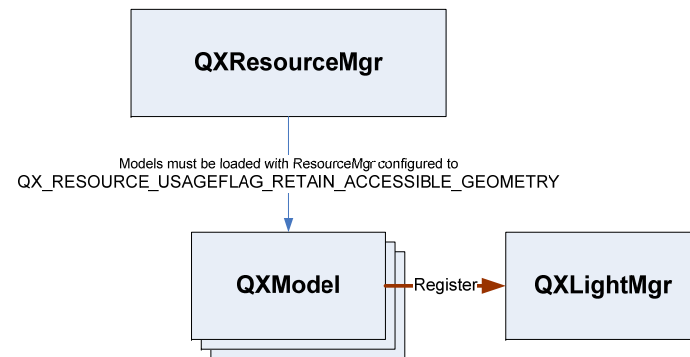 QXResourceMgr
Models must be loaded with ResourceMgr configured to
QX_RESOURCE_USAGEFLAG_RETAIN_ACCESSIBLE_GEOMETRY
QXModel
Register
QXLightMgr